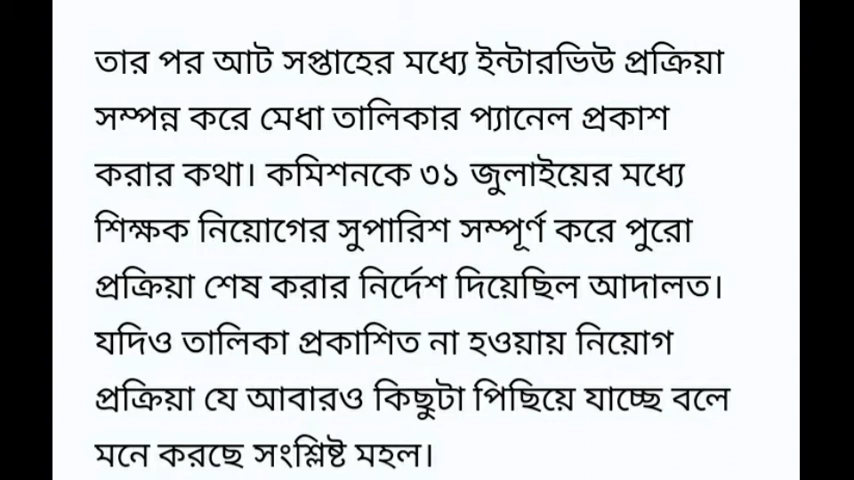 তার পর আট সপ্তাহের মধ্যে ইন্টারভিউ প্রক্রিয়া
সম্পন্ন করে মেধা তালিকার প্যানেল প্রকাশ
করার কথা। কমিশনকে ৩১ জুলাইয়ের মধ্যে
শিক্ষক নিয়োগের সুপারিশ সম্পূর্ণ করে পুরো
প্রক্রিয়া শেষ করার নির্দেশ দিয়েছিল আদালত।
যদিও তালিকা প্রকাশিত না হওয়ায় নিয়োগ
প্রক্রিয়া যে আবারও কিছুটা পিছিয়ে যাচ্ছে বলে
মনে করছে সংশ্লিষ্ট মহল।